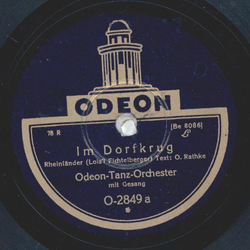 ODEON
78 R
[Be 8086]
Im Dorfkrug
Rheinländer (Loisl Fichtelberger) Text: O. Rathke
Odeon-Tanz-Orchester
mit Gesang
O-2849 a